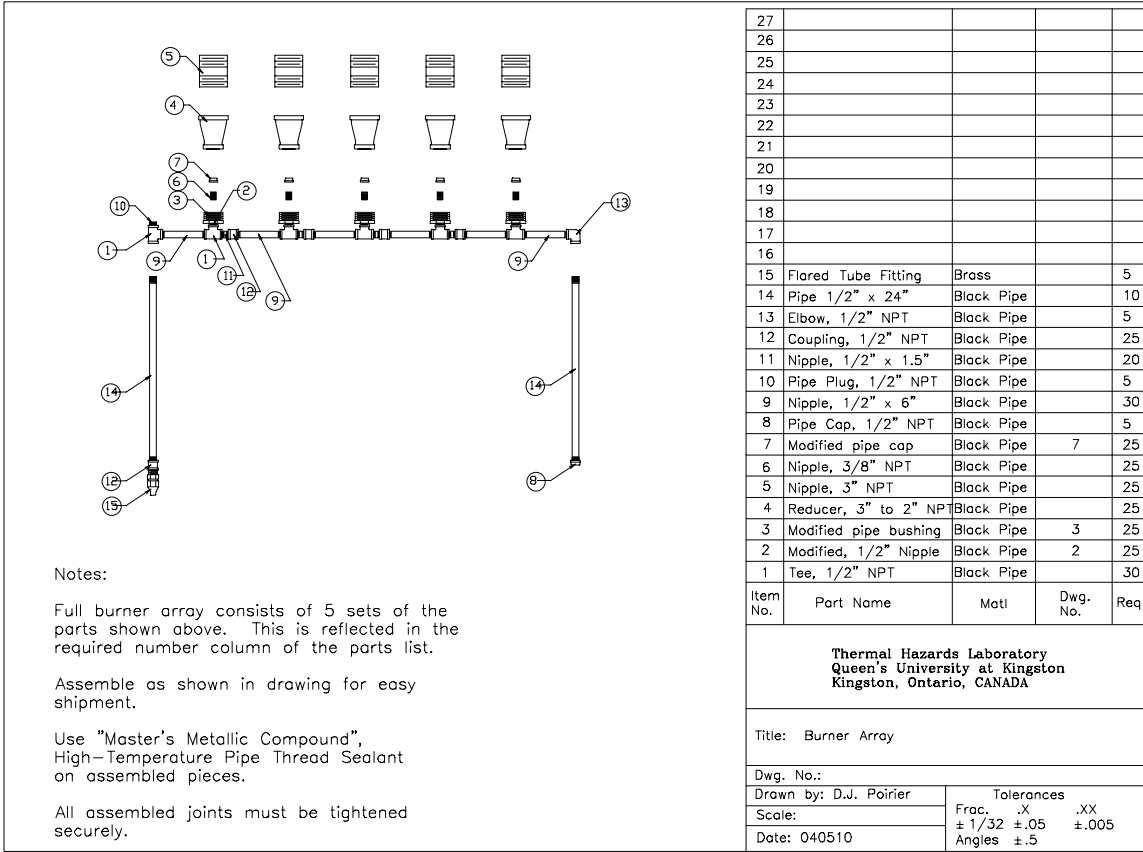 5
4
7
6
2
3
10
13
1
9
1
9
11
12
9
14
14
12
8
15
Notes:
Full burner array consists of 5 sets of the
parts shown above. This is reflected in the
required number column of the parts list.
Assemble as shown in drawing for easy
shipment.
Use "Master's Metallic Compound",
High-Temperature Pipe Thread Sealant
on assembled pieces.
All assembled joints must be tightened
securely.
27
26
25
24
23
22
21
20
19
18
17
16
15 Flared Tube Fitting Brass 5
14 Pipe 1/2" x 24" Black Pipe 10
13 Elbow, 1/2" NPT Black Pipe 5
12 Coupling, 1/2" NPT Black Pipe 25
11 Nipple, 1/2" x 1.5" Black Pipe 20
10 Pipe Plug, 1/2" NPT Black Pipe 5
9 Nipple, 1/2" x 6" Black Pipe 30
8 Pipe Cap, 1/2" NPT Black Pipe 5
7 Modified pipe cap Black Pipe 7 25
6 Nipple, 3/8" NPT Black Pipe 25
5 Nipple, 3" NPT Black Pipe 25
4 Reducer, 3" to 2" NPT Black Pipe 25
3 Modified pipe bushing Black Pipe 3 25
2 Modified, 1/2" Nipple Black Pipe 2 25
1 Tee, 1/2" NPT Black Pipe 30
Item No. Part Name Matl Dwg. No. Req
Thermal Hazards Laboratory
Queen's University at Kingston
Kingston, Ontario, CANADA
Title: Burner Array
Dwg. No.:
Drawn by: D.J. Poirier
Scale:
Date: 040510
Tolerances
Frac. .X .XX
± 1/32 ±.05 ±.005
Angles ±.5